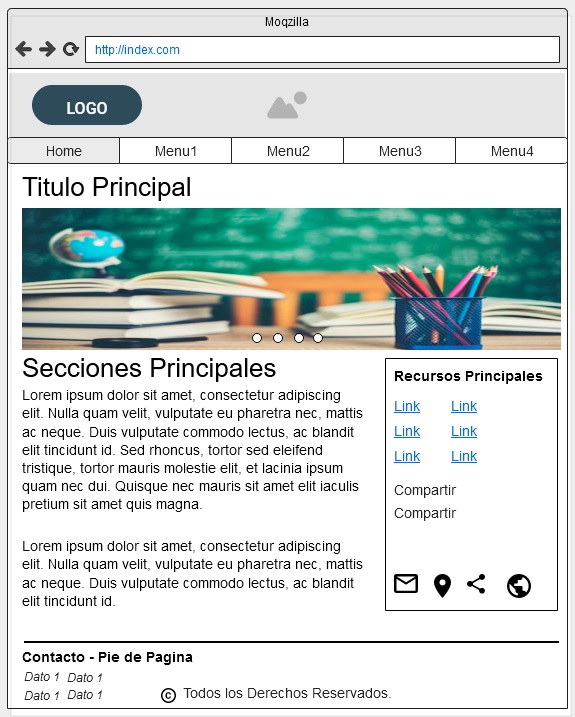 Moqzilla
http://index.com
LOGO
Home Menu1 Menu2 Menu3 Menu4
Titulo Principal
Secciones Principales
Lorem ipsum dolor sit amet, consectetur adipiscing
elit. Nulla quam velit, vulputate eu pharetra nec, mattis
ac neque. Duis vulputate commodo lectus, ac blandit
elit tincidunt id. Sed rhoncus, tortor sed eleifend
tristique, tortor mauris molestie elit, et lacinia ipsum
quam nec dui. Quisque nec mauris sit amet elit iaculis
pretium sit amet quis magna.
Lorem ipsum dolor sit amet, consectetur adipiscing
elit. Nulla quam velit, vulputate eu pharetra nec, mattis
ac neque. Duis vulputate commodo lectus, ac blandit
elit tincidunt id.
Recursos Principales
Link Link
Link Link
Link Link
Compartir
Compartir
Contacto - Pie de Pagina
Dato 1 Dato 1
Dato 1 Dato 1
© Todos los Derechos Reservados.